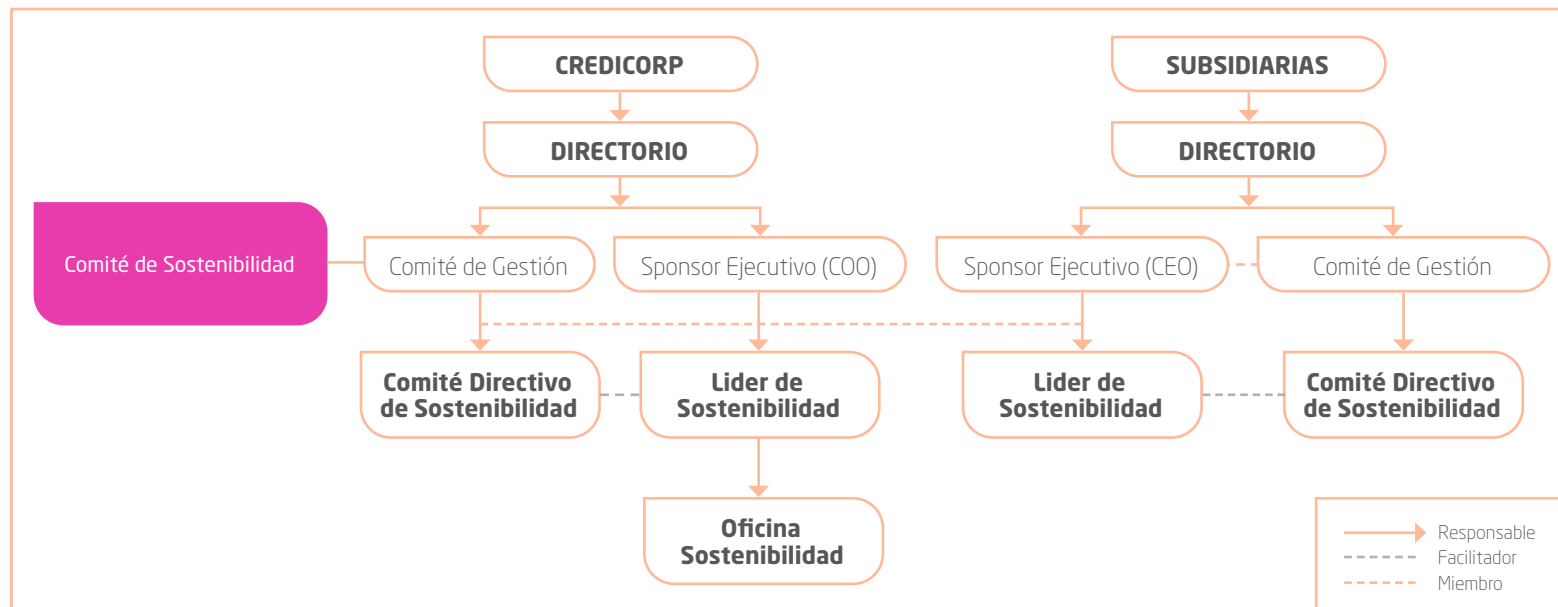 CREDICORP
SUBSIDIARIAS
DIRECTORIO
DIRECTORIO
Comité de Sostenibilidad
Comité de Gestión
Sponsor Ejecutivo (COO)
Sponsor Ejecutivo (CEO)
Comité de Gestión
Comité Directivo
de Sostenibilidad
Lider de
Sostenibilidad
Lider de
Sostenibilidad
Comité Directivo
de Sostenibilidad
Oficina
Sostenibilidad
Responsable
Facilitador
Miembro